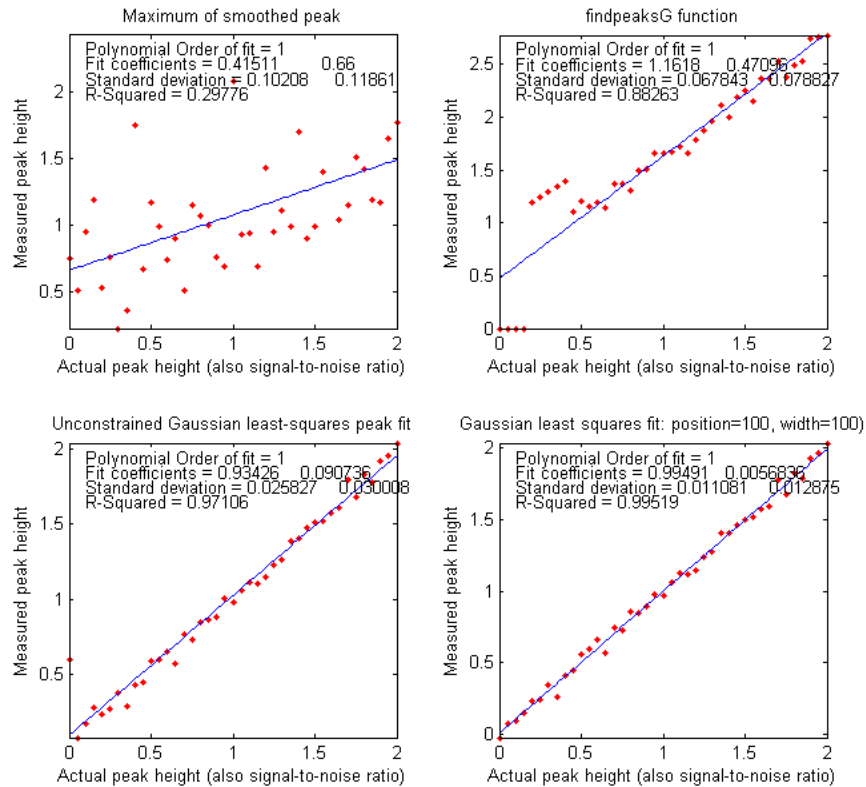 Maximum of smoothed peak
Polynomial Order of fit = 1
Fit coefficients = 0.41511 0.66
Standard deviation = 0.10208 0.11861
R-Squared = 0.29776
Measured peak height
2
1.5
1
0.5
0 0.5 1 1.5 2
Actual peak height (also signal-to-noise ratio)
findpeaksG function
Polynomial Order of fit = 1
Fit coefficients = 1.1618 0.47096
Standard deviation = 0.067843 0.078827
R-Squared = 0.88263
Measured peak height
2.5
2
1.5
1
0.5
0
0 0.5 1 1.5 2
Actual peak height (also signal-to-noise ratio)
Unconstrained Gaussian least-squares peak fit
Polynomial Order of fit = 1
Fit coefficients = 0.93426 0.090736
Standard deviation = 0.025827 0.030008
R-Squared = 0.97106
Measured peak height
2
1.5
1
0.5
0 0.5 1 1.5 2
Actual peak height (also signal-to-noise ratio)
Gaussian least squares fit: position=100, width=100)
Polynomial Order of fit = 1
Fit coefficients = 0.99491
Standard deviation = 0.011081 0.012875
R-Squared = 0.99519
Measured peak height
2
1.5
1
0.5
0
0 0.5 1 1.5 2
Actual peak height (also signal-to-noise ratio)